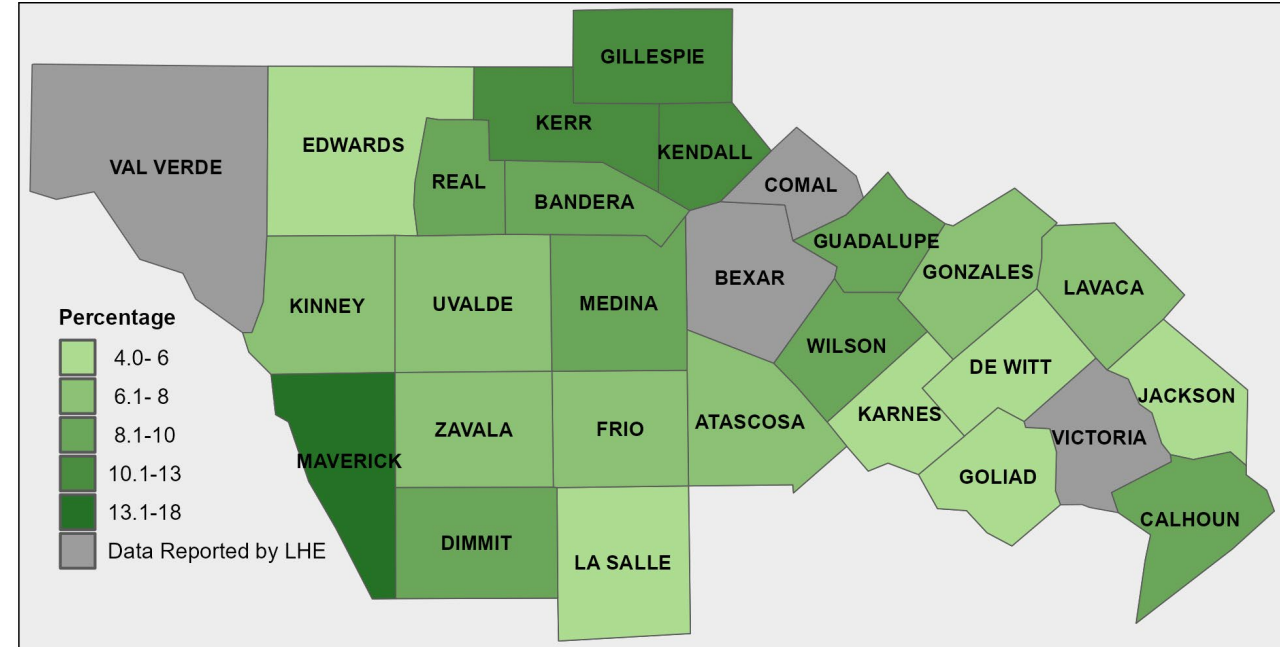 GILLESPIE
KERR
EDWARDS
KENDALL
VAL VERDE
REAL
COMAL
BANDERA
GUADALUPE
GONZALES
BEXAR
LAVACA
KINNEY
UVALDE
MEDINA
WILSON
DE WITT
JACKSON
KARNES
ATASCOSA
ZAVALA
FRIO
VICTORIA
MAVERICK
GOLIAD
CALHOUN
DIMMIT
LA SALLE
Percentage
4.0- 6
6.1- 8
8.1-10
10.1-13
13.1-18
Data Reported by LHE